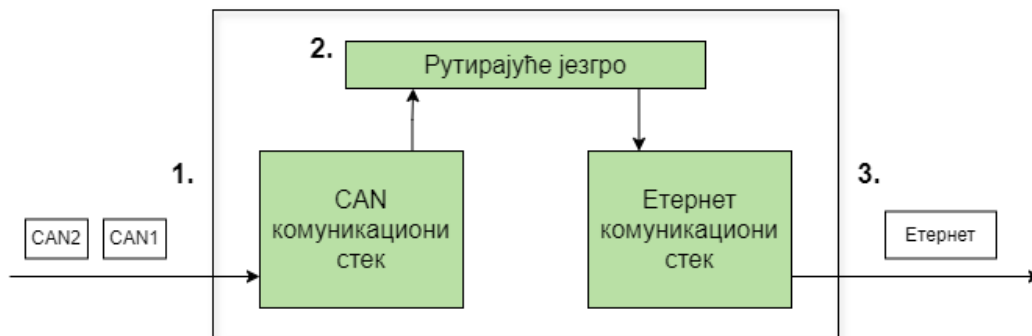 2.
Рутирајуће језгро
1.
CAN2 CAN1
CAN
комуникациони
стек
Етернет
комуникациони
стек
3.
Етернет